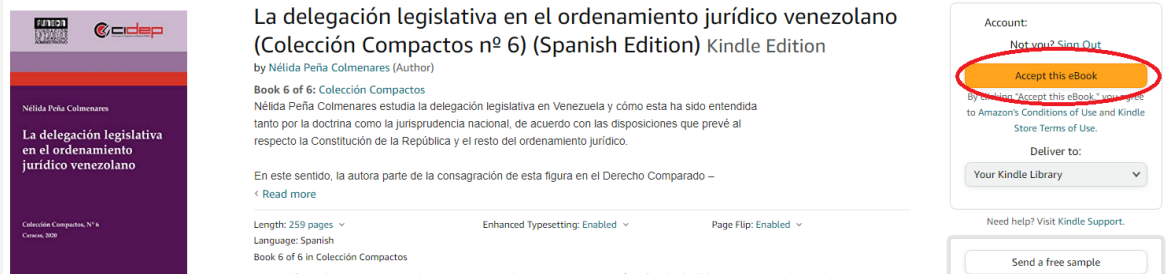 FUNEDA
FUNDACIÓN
ESTUDIOS
DE DERECHO
ADMINISTRATIVO
cidep
Nélida Peña Colmenares
La delegación legislativa
en el ordenamiento
jurídico venezolano
Colección Compactos, N° 6
Caracas, 2020
La delegación legislativa en el ordenamiento jurídico venezolano
(Colección Compactos nº 6) (Spanish Edition) Kindle Edition
by Nélida Peña Colmenares (Author)
Book 6 of 6: Colección Compactos
Nélida Peña Colmenares estudia la delegación legislativa en Venezuela y cómo esta ha sido entendida
tanto por la doctrina como la jurisprudencia nacional, de acuerdo con las disposiciones que prevé al
respecto la Constitución de la República y el resto del ordenamiento jurídico.
En este sentido, la autora parte de la consagración de esta figura en el Derecho Comparado –
‹ Read more
Length: 259 pages
Enhanced Typesetting: Enabled
Page Flip: Enabled
Language: Spanish
Book 6 of 6 in Colección Compactos
Account:
Not you? Sign Out
Accept this eBook
By clicking "Accept this eBook," you agree
to Amazon's Conditions of Use and Kindle
Store Terms of Use.
Deliver to:
Your Kindle Library
Need help? Visit Kindle Support.
Send a free sample